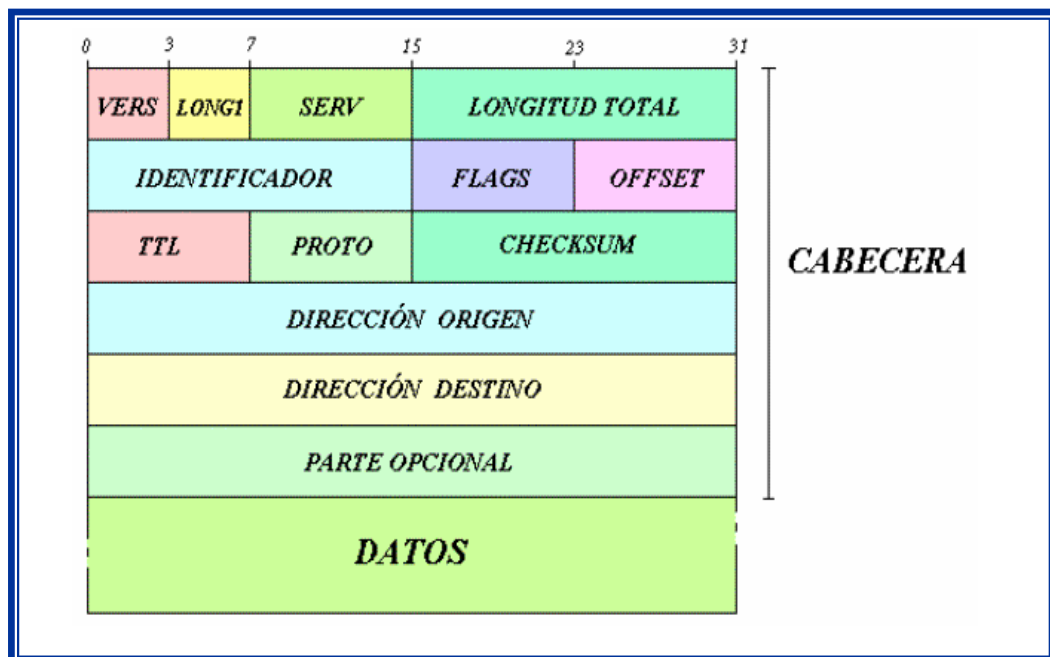 0 3 7 15 23 31
VERS LONG1 SERV LONGITUD TOTAL
IDENTIFICADOR FLAGS OFFSET
TTL PROTO CHECKSUM
CABECERA
DIRECCIÓN ORIGEN
DIRECCIÓN DESTINO
PARTE OPCIONAL
DATOS